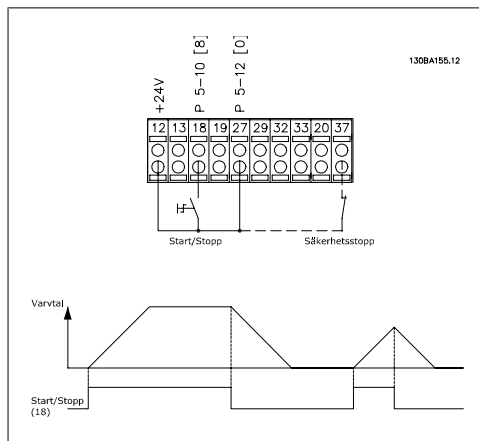 130BA155.12
+24V
P 5-10 [8]
P 5-12 [0]
12 13 18 19 27 29 32 33 20 37
Start/Stopp
Säkerhetsstopp
Varvtal
Start/Stopp
(18)